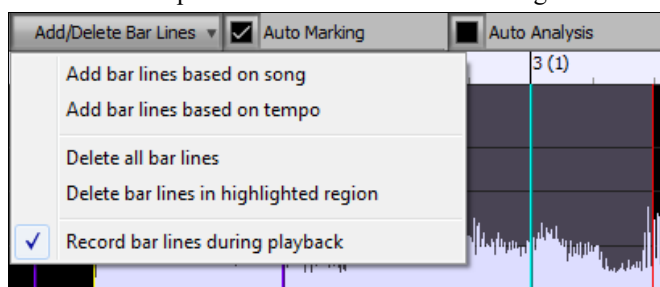 Add/Delete Bar Lines Auto Marking Auto Analysis
3 (1)
Add bar lines based on song
Add bar lines based on tempo
Delete all bar lines
Delete bar lines in highlighted region
Record bar lines during playback